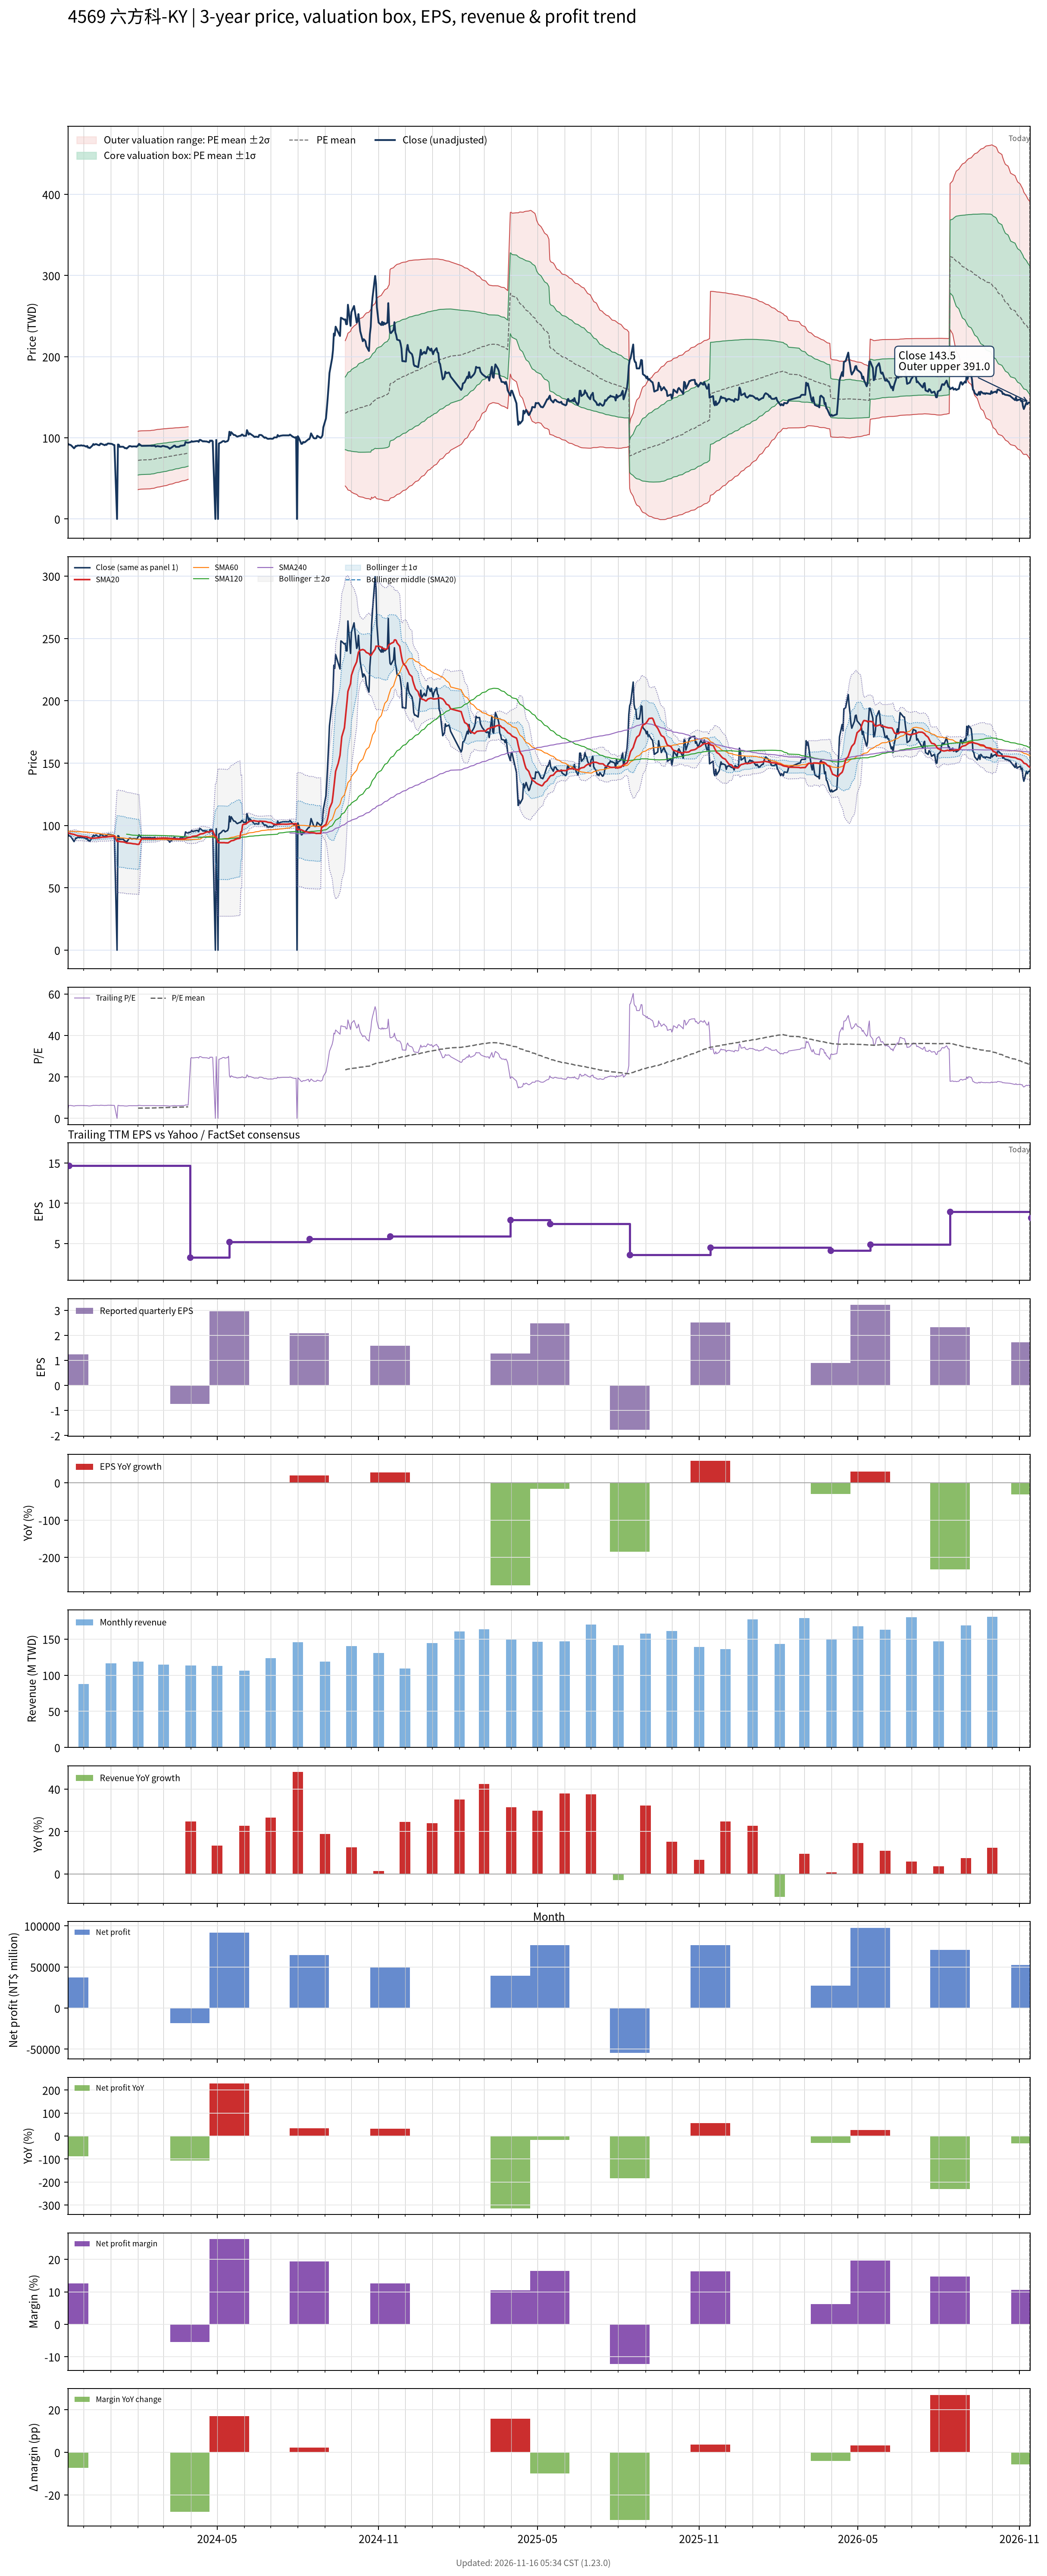 4569 六方科-KY | 3-year price, valuation box, EPS, revenue & profit trend
Outer valuation range: PE mean ±2σ
Core valuation box: PE mean ±1σ
PE mean
Close (unadjusted)
Today
Close 143.5
Outer upper 391.0
Price (TWD)
400
300
200
100
0
Close (same as panel 1)
SMA20
SMA60
SMA120
SMA240
Bollinger ±2σ
Bollinger ±1σ
Bollinger middle (SMA20)
Price
300
250
200
150
100
50
0
Trailing P/E
P/E mean
P/E
60
40
20
0
Trailing TTM EPS vs Yahoo / FactSet consensus
Today
EPS
15
10
5
Reported quarterly EPS
EPS
3
2
1
0
-1
-2
EPS YoY growth
YoY (%)
0
-100
-200
Monthly revenue
Revenue (M TWD)
150
100
50
0
Revenue YoY growth
YoY (%)
40
20
0
Month
Net profit
Net profit (NT$ million)
100000
50000
0
-50000
Net profit YoY
YoY (%)
200
100
0
-100
-200
-300
Net profit margin
Margin (%)
20
10
0
-10
Margin YoY change
Δ margin (pp)
20
0
-20
2024-05
2024-11
2025-05
2025-11
2026-05
2026-11
Updated: 2026-11-16 05:34 CST (1.23.0)